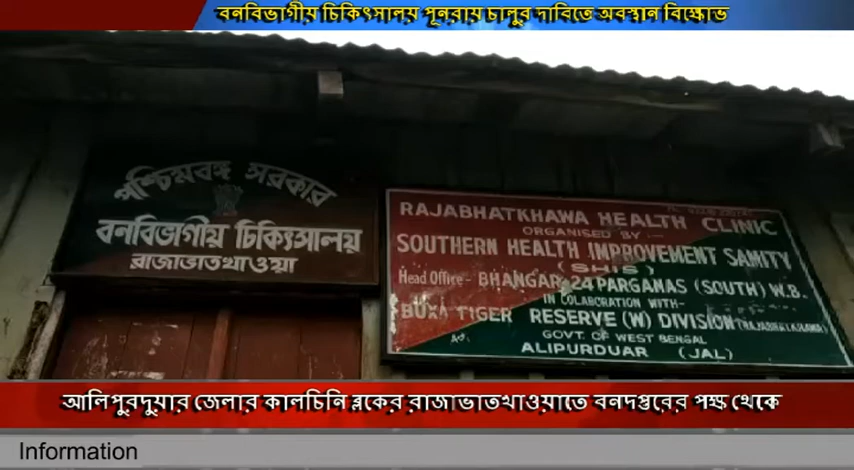 বনবিভাগীয় চিকিৎসালয় পূনরায় চালুর দাবিতে অবস্থান বিক্ষোভ
পশ্চিমবঙ্গ সরকার
বনবিভাগীয় চিকিৎসালয়
রাজাভাতখাওয়া
RAJABHATKHAWA HEALTH CLINIC
ORGANISED BY :-
SOUTHERN HEALTH IMPROVEMENT SAMITY
(SHIS)
Head Office - BHANGAR, 24 PARGANAS (SOUTH) W.B.
IN COLABORATION WITH-
BUXA TIGER RESERVE (W) DIVISION (RAJABHATKHAWA)
GOVT. OF WEST BENGAL
ALIPURDUAR (JAL)
আলিপুরদুয়ার জেলার কালচিনি ব্লকের রাজাভাতখাওয়াতে বনদপ্তরের পক্ষ থেকে
Information